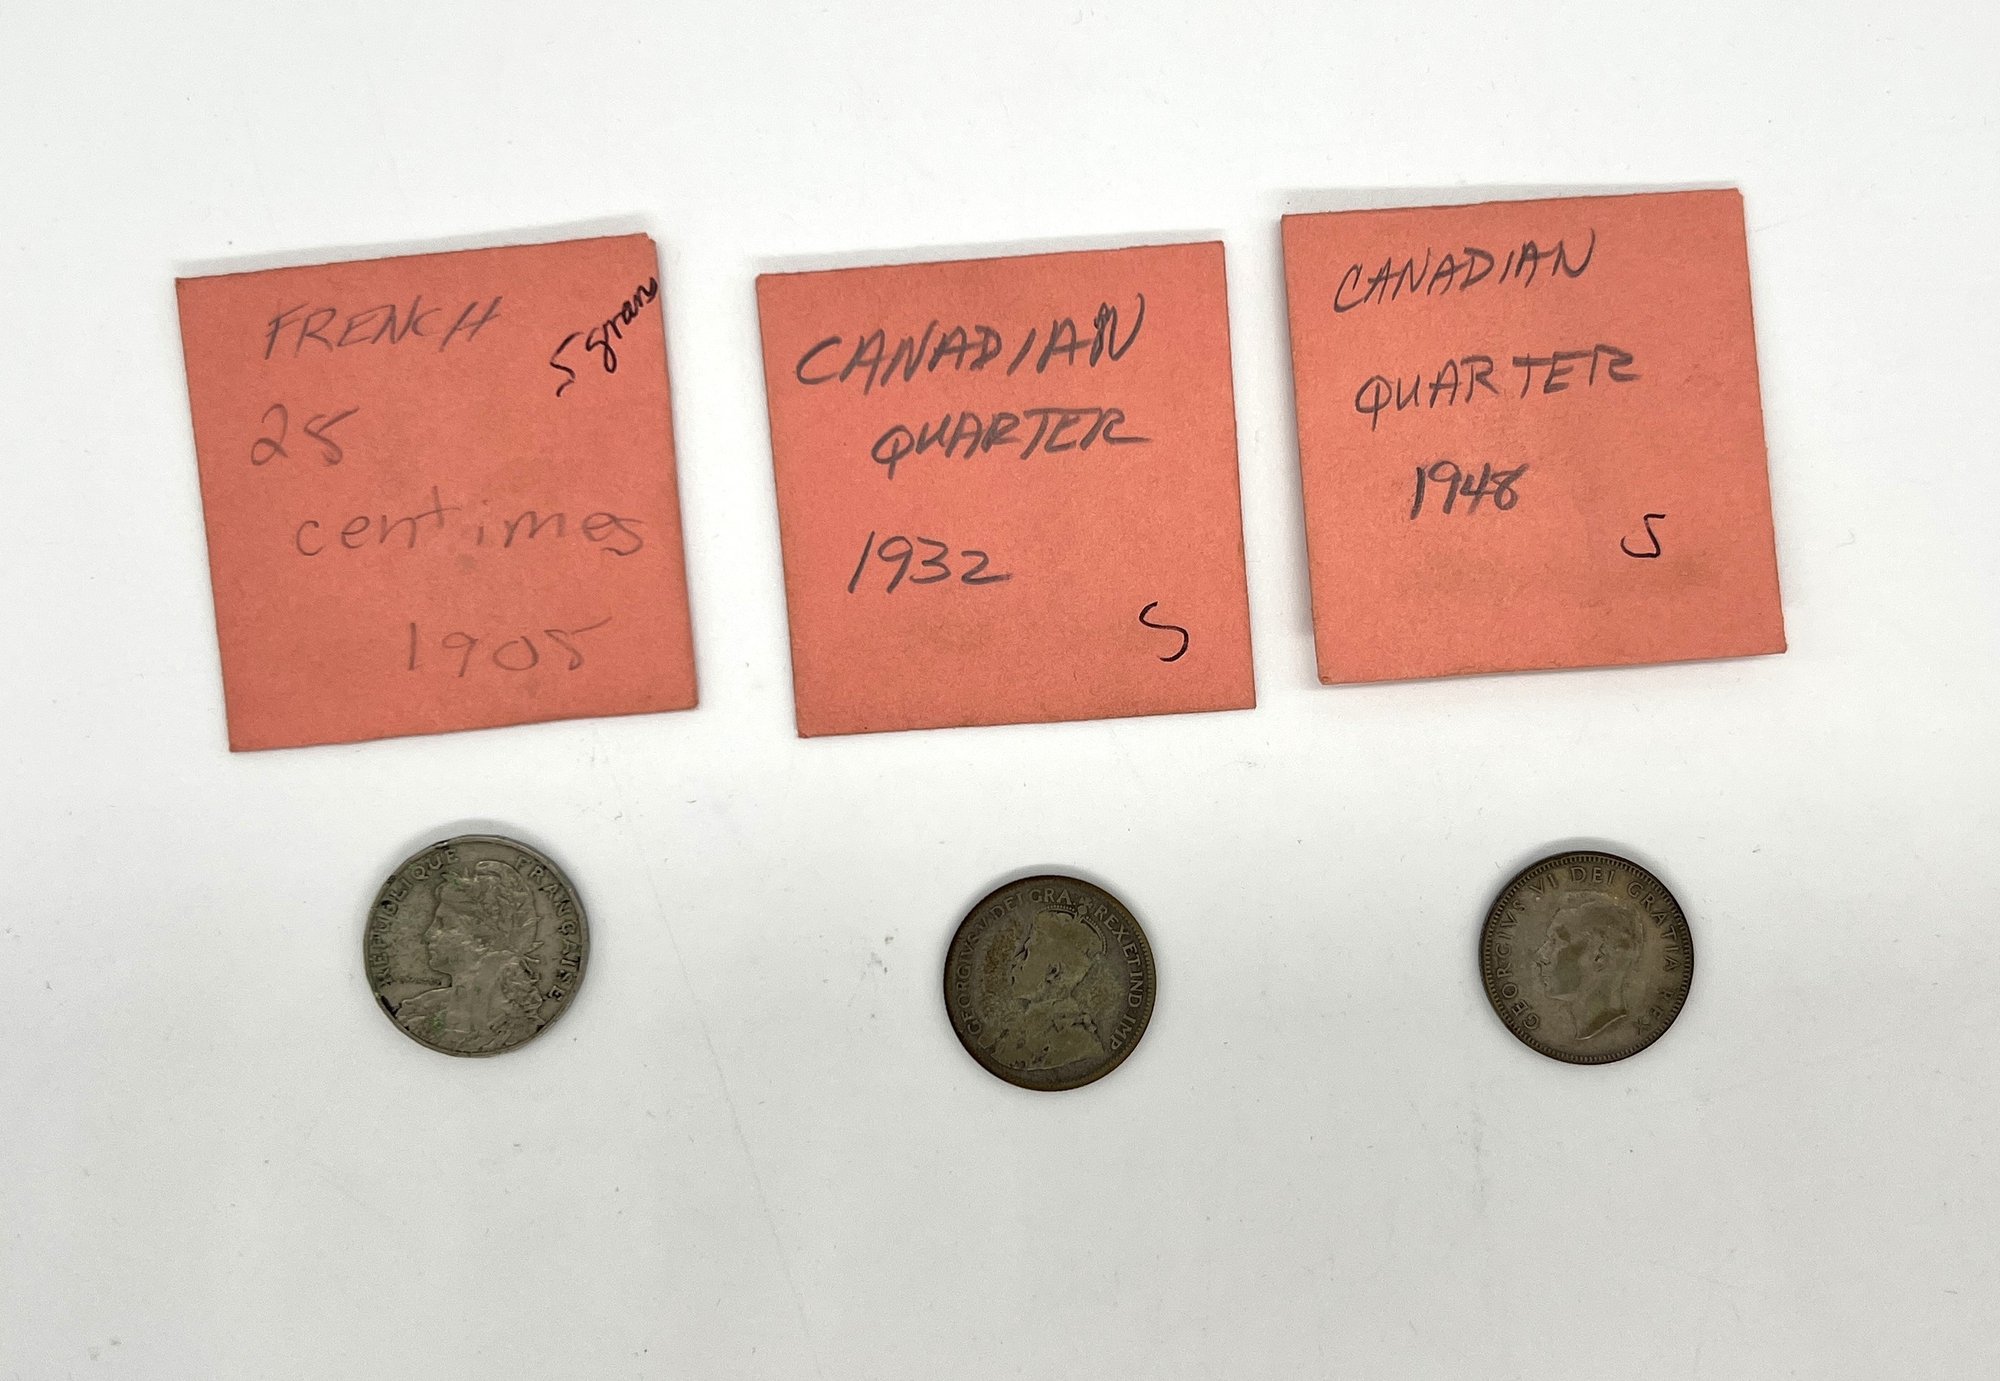 FRENCH
5 grams
25
centimes
1905
CANADIAN
QUARTER
1932
S
CANADIAN
QUARTER
1948
S
REPUBLIQUE FRANÇAISE
GEORGIVS V DEI GRA: REX ET IND: IMP:
GEORGIVS VI DEI GRATIA REX